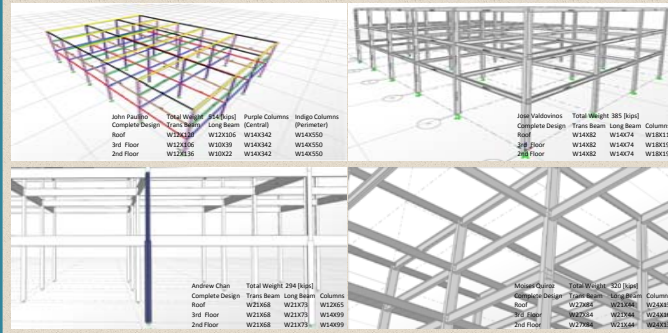 John Paulino Total Weight 514 [kips] Purple Columns Indigo Columns
Complete Design Trans Beam Long Beam (Central) (Perimeter)
Roof W12X120 W12X106 W14X342 W14X550
3rd Floor W12X106 W10X39 W14X342 W14X550
2nd Floor W12X136 W10X22 W14X342 W14X550
Jose Valdovinos Total Weight 385 [kips]
Complete Design Trans Beam Long Beam Column
Roof W14X82 W14X74
3rd Floor W14X82 W14X74
2nd Floor W14X82 W14X74
Andrew Chan Total Weight 294 [kips]
Complete Design Trans Beam Long Beam Columns
Roof W21X68 W21X73 W12X65
3rd Floor W21X68 W21X73 W14X99
2nd Floor W21X68 W21X73 W14X99
Moises Quiroz Total Weight 320 [kips]
Complete Design Trans Beam Long Beam Column
Roof W27X84 W21X44
3rd Floor W27X84 W21X44
2nd Floor W27X84 W21X44